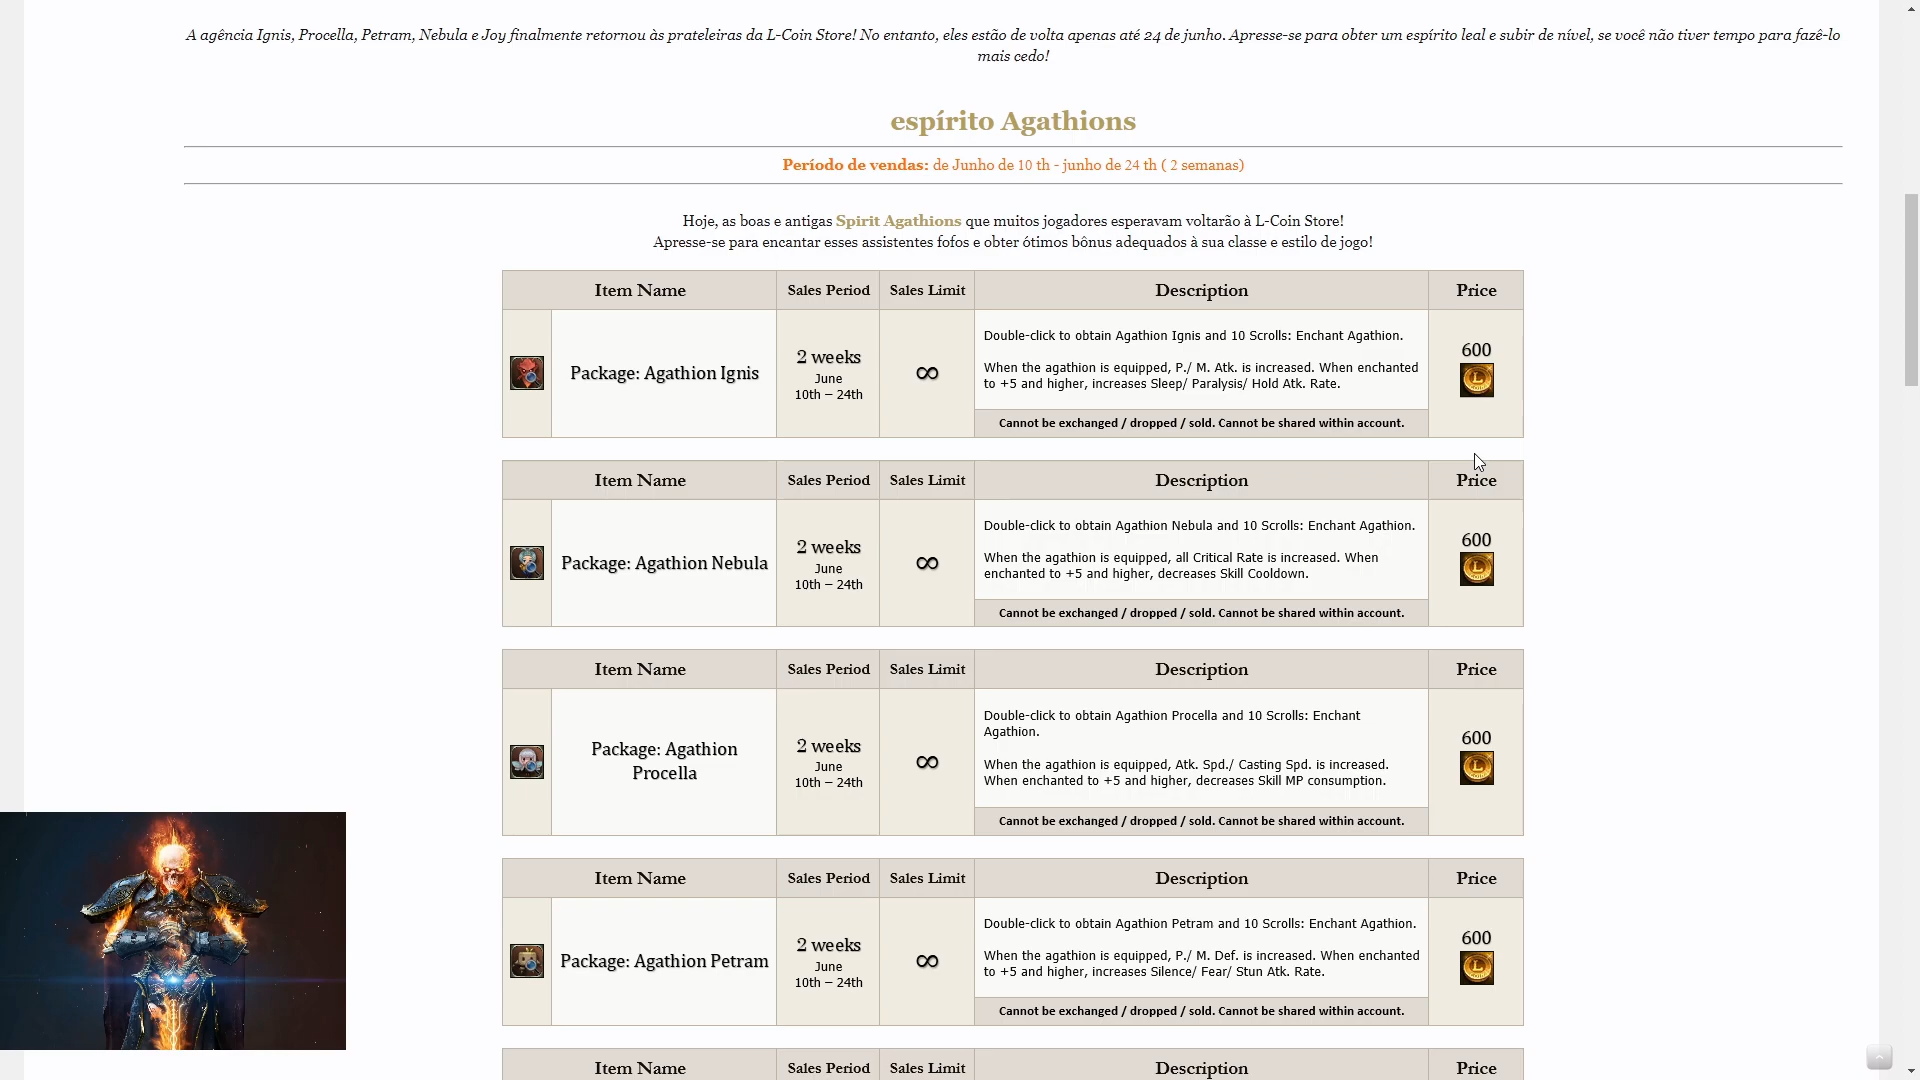 A agência Ignis, Procella, Petram, Nebula e Joy finalmente retornou às prateleiras da L-Coin Store! No entanto, eles estão de volta apenas até 24 de junho. Apresse-se para obter um espírito leal e subir de nível, se você não tiver tempo para fazê-lo
mais cedo!
espírito Agathions
Período de vendas: de Junho de 10 th - junho de 24 th ( 2 semanas)
Hoje, as boas e antigas Spirit Agathions que muitos jogadores esperavam voltarão à L-Coin Store!
Apresse-se para encantar esses assistentes fofos e obter ótimos bônus adequados à sua classe e estilo de jogo!
Item Name Sales Period Sales Limit Description Price
Package: Agathion Ignis
2 weeks
June
10th – 24th
∞
Double-click to obtain Agathion Ignis and 10 Scrolls: Enchant Agathion.
When the agathion is equipped, P./ M. Atk. is increased. When enchanted
to +5 and higher, increases Sleep/ Paralysis/ Hold Atk. Rate.
Cannot be exchanged / dropped / sold. Cannot be shared within account.
600
L
Item Name Sales Period Sales Limit Description Price
Package: Agathion Nebula
2 weeks
June
10th – 24th
∞
Double-click to obtain Agathion Nebula and 10 Scrolls: Enchant Agathion.
When the agathion is equipped, all Critical Rate is increased. When
enchanted to +5 and higher, decreases Skill Cooldown.
Cannot be exchanged / dropped / sold. Cannot be shared within account.
600
L
Item Name Sales Period Sales Limit Description Price
Package: Agathion
Procella
2 weeks
June
10th – 24th
∞
Double-click to obtain Agathion Procella and 10 Scrolls: Enchant
Agathion.
When the agathion is equipped, Atk. Spd./ Casting Spd. is increased.
When enchanted to +5 and higher, decreases Skill MP consumption.
Cannot be exchanged / dropped / sold. Cannot be shared within account.
600
L
Item Name Sales Period Sales Limit Description Price
Package: Agathion Petram
2 weeks
June
10th – 24th
∞
Double-click to obtain Agathion Petram and 10 Scrolls: Enchant Agathion.
When the agathion is equipped, P./ M. Def. is increased. When enchanted
to +5 and higher, increases Silence/ Fear/ Stun Atk. Rate.
Cannot be exchanged / dropped / sold. Cannot be shared within account.
600
L
Item Name Sales Period Sales Limit Description Price